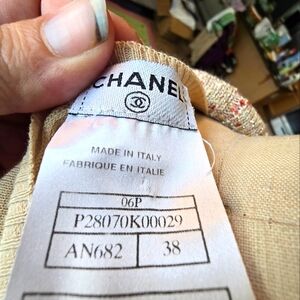 CHANEL
MADE IN ITALY
FABRIQUE EN ITALIE
06P
P28070K00029
AN682 38